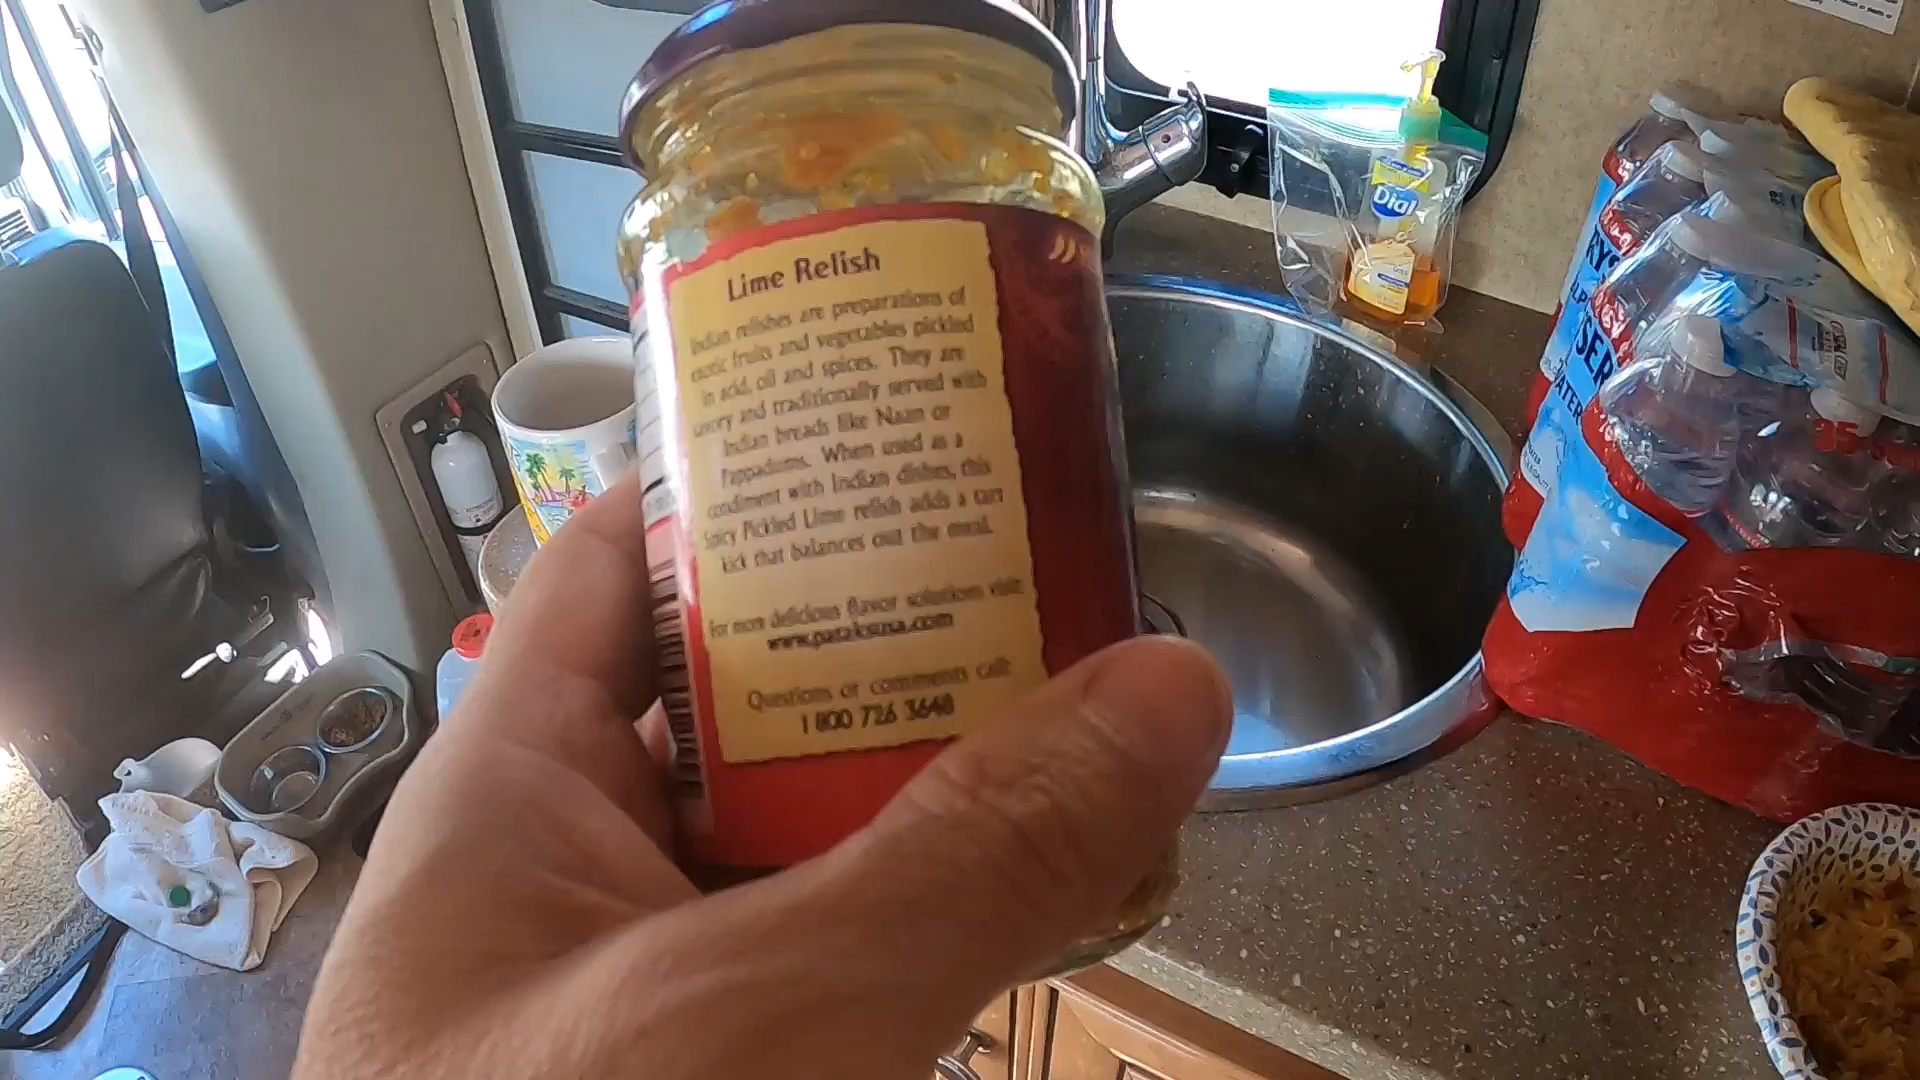 Lime Relish
Indian relishes are preparations of
exotic fruits and vegetables pickled
in acid, oil and spices. They are
savory and traditionally served with
Indian breads like Naan or
Pappadums. When used as a
condiment with Indian dishes, this
Spicy Pickled Lime relish adds a tart
kick that balances out the meal.
For more delicious flavor solutions visit:
www.pataksusa.com
Questions or comments call:
1 800 726 3648
Dial
Gold
35